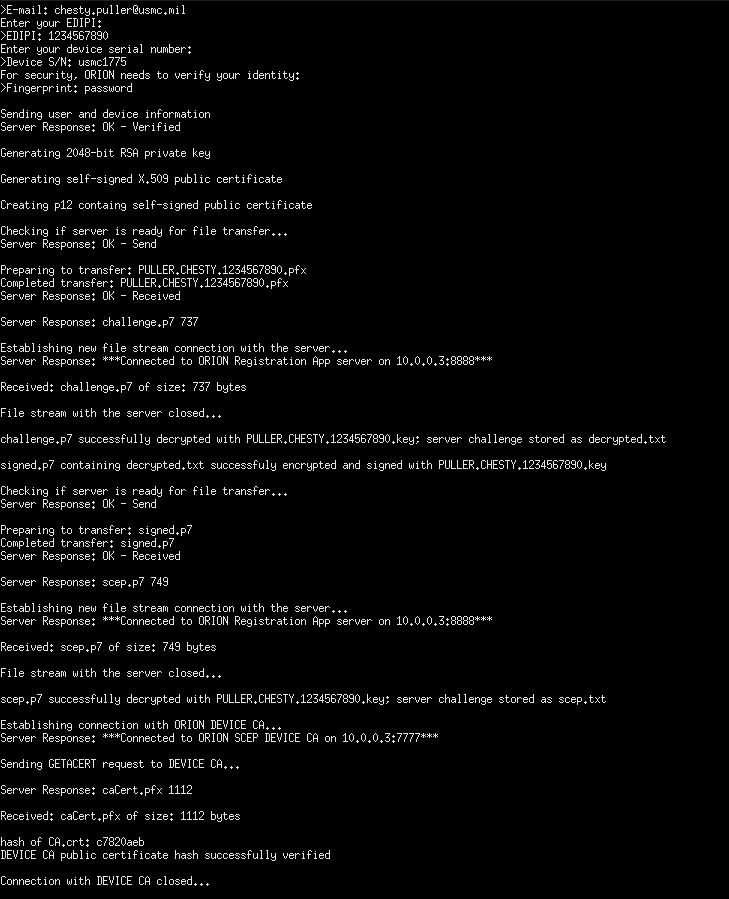 >E-mail: chesty.puller@usmc.mil
Enter your EDIPI:
>EDIPI: 1234567890
Enter your device serial number:
>Device S/N: usmc1775
For security, ORION needs to verify your identity:
>Fingerprint: password
Sending user and device information
Server Response: OK - Verified
Generating 2048-bit RSA private key
Generating self-signed X.509 public certificate
Creating p12 containg self-signed public certificate
Checking if server is ready for file transfer...
Server Response: OK - Send
Preparing to transfer: PULLER.CHESTY.1234567890.pfx
Completed transfer: PULLER.CHESTY.1234567890.pfx
Server Response: OK - Received
Server Response: challenge.p7 737
Establishing new file stream connection with the server...
Server Response: ***Connected to ORION Registration App server on 10.0.0.3:8888***
Received: challenge.p7 of size: 737 bytes
File stream with the server closed...
challenge.p7 successfully decrypted with PULLER.CHESTY.1234567890.key; server challenge stored as decrypted.txt
signed.p7 containing decrypted.txt successfuly encrypted and signed with PULLER.CHESTY.1234567890.key
Checking if server is ready for file transfer...
Server Response: OK - Send
Preparing to transfer: signed.p7
Completed transfer: signed.p7
Server Response: OK - Received
Server Response: scep.p7 749
Establishing new file stream connection with the server...
Server Response: ***Connected to ORION Registration App server on 10.0.0.3:8888***
Received: scep.p7 of size: 749 bytes
File stream with the server closed...
scep.p7 successfully decrypted with PULLER.CHESTY.1234567890.key; server challenge stored as scep.txt
Establishing connection with ORION DEVICE CA...
Server Response: ***Connected to ORION SCEP DEVICE CA on 10.0.0.3:7777***
Sending GETACERT request to DEVICE CA...
Server Response: caCert.pfx 1112
Received: caCert.pfx of size: 1112 bytes
hash of CA.crt: c7820aeb
DEVICE CA public certificate hash successfully verified
Connection with DEVICE CA closed...